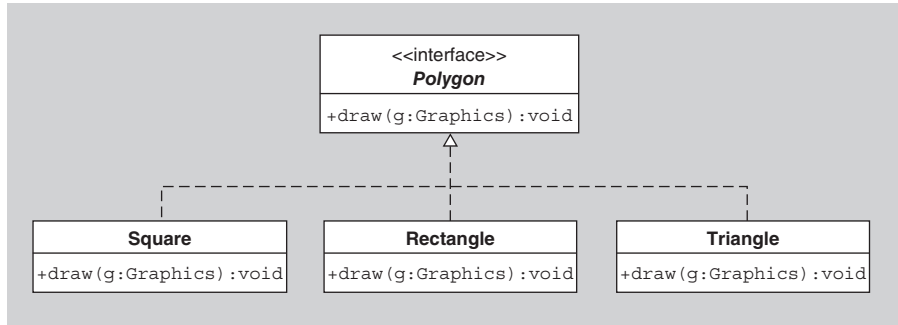 <<interface>>
Polygon
+draw(g:Graphics):void
Square
+draw(g:Graphics):void
Rectangle
+draw(g:Graphics):void
Triangle
+draw(g:Graphics):void